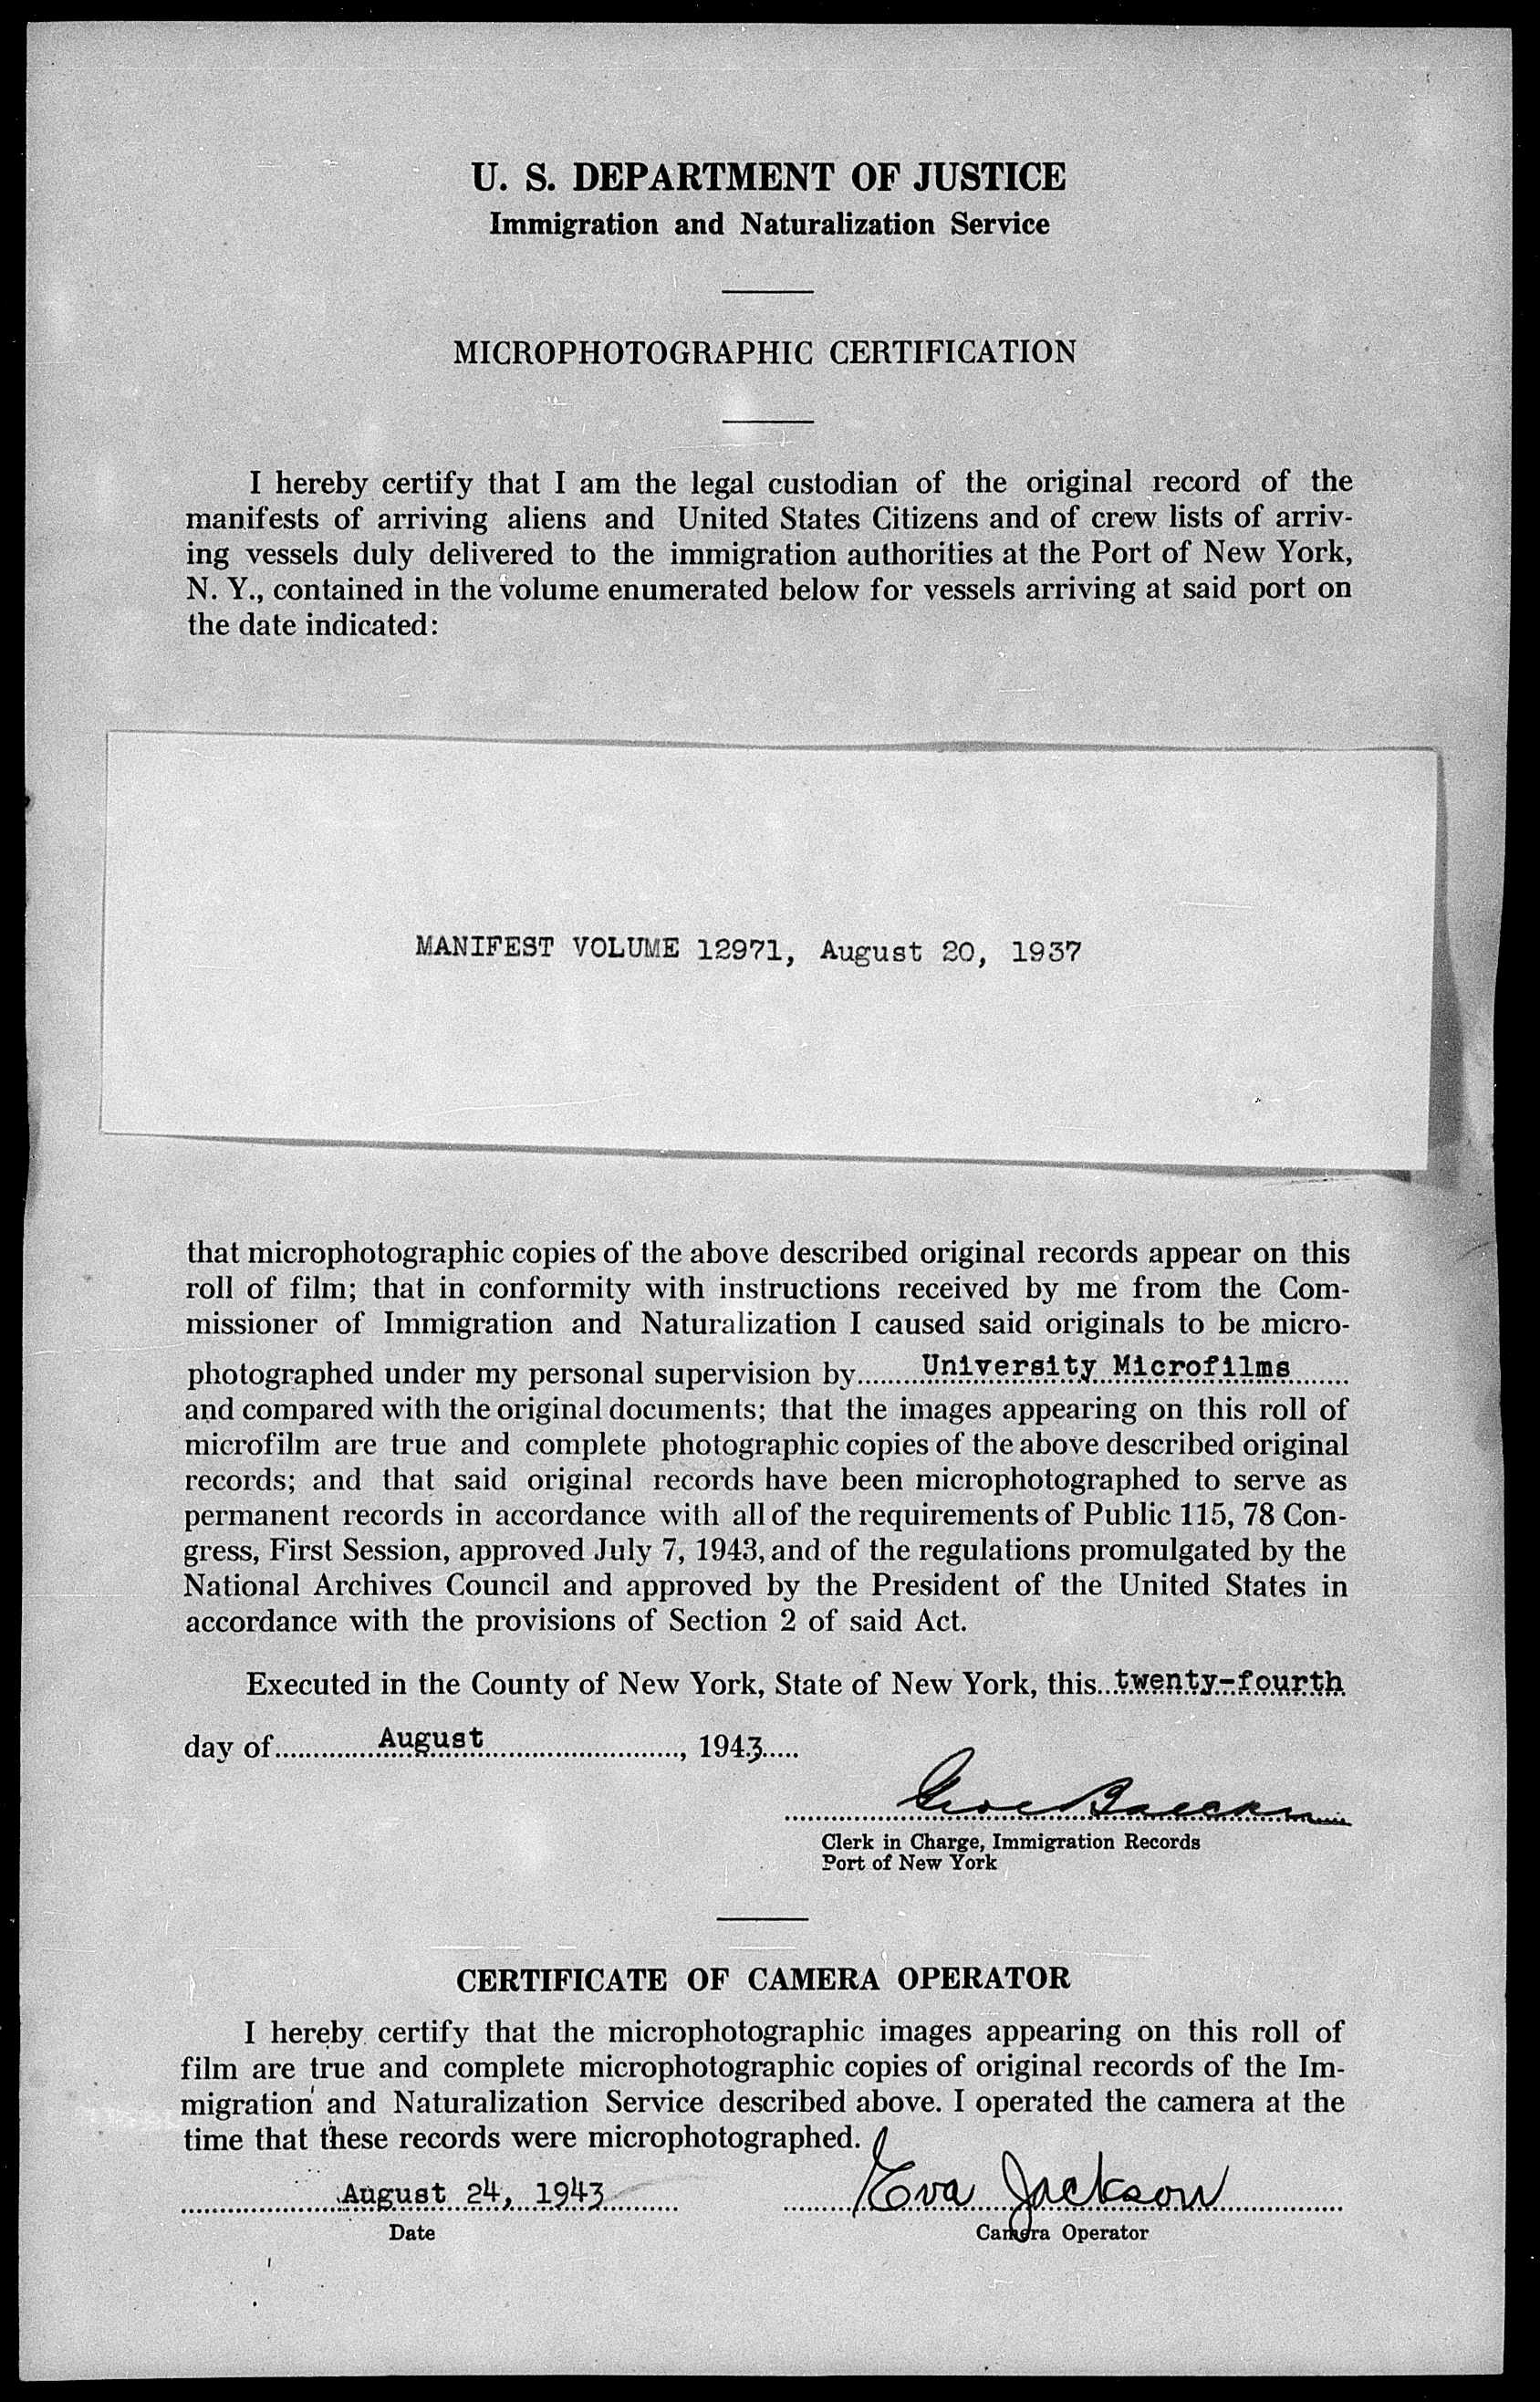 U. S. DEPARTMENT OF JUSTICE
Immigration and Naturalization Service
MICROPHOTOGRAPHIC CERTIFICATION
I hereby certify that I am the legal custodian of the original record of the
manifests of arriving aliens and United States Citizens and of crew lists of arriv-
ing vessels duly delivered to the immigration authorities at the Port of New York,
N. Y., contained in the volume enumerated below for vessels arriving at said port on
the date indicated:
MANIFEST VOLUME 12971, August 20, 1937
that microphotographic copies of the above described original records appear on this
roll of film; that in conformity with instructions received by me from the Com-
missioner of Immigration and Naturalization I caused said originals to be micro-
photographed under my personal supervision by University Microfilms
and compared with the original documents; that the images appearing on this roll of
microfilm are true and complete photographic copies of the above described original
records; and that said original records have been microphotographed to serve as
permanent records in accordance with all of the requirements of Public 115, 78 Con-
gress, First Session, approved July 7, 1943, and of the regulations promulgated by the
National Archives Council and approved by the President of the United States in
accordance with the provisions of Section 2 of said Act.
Executed in the County of New York, State of New York, this twenty-fourth
day of August, 1943
Clerk in Charge, Immigration Records
Port of New York
CERTIFICATE OF CAMERA OPERATOR
I hereby certify that the microphotographic images appearing on this roll of
film are true and complete microphotographic copies of original records of the Im-
migration and Naturalization Service described above. I operated the camera at the
time that these records were microphotographed.
August 24, 1943 Eva Jackson
Date Camera Operator